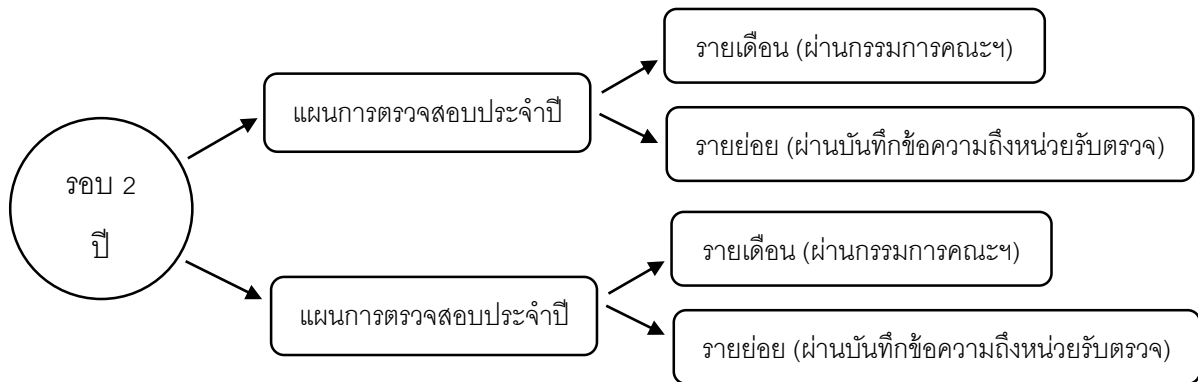 รอบ 2
ปี
แผนการตรวจสอบประจำปี
รายเดือน (ผ่านกรรมการคณะฯ)
รายย่อย (ผ่านบันทึกข้อความถึงหน่วยรับตรวจ)
แผนการตรวจสอบประจำปี
รายเดือน (ผ่านกรรมการคณะฯ)
รายย่อย (ผ่านบันทึกข้อความถึงหน่วยรับตรวจ)